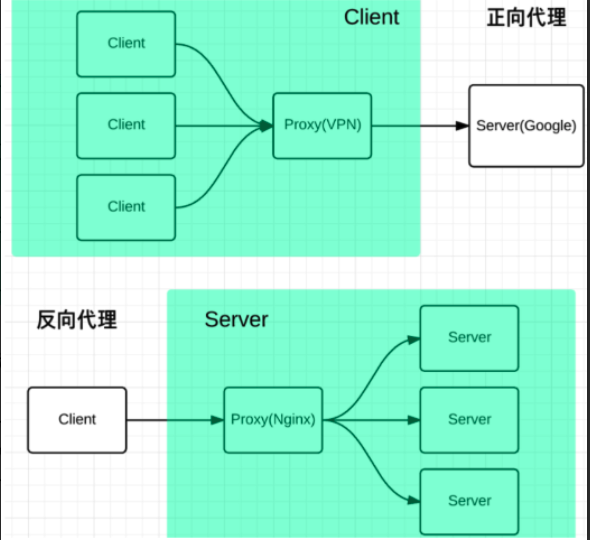 Client
正向代理
Client
Client
Proxy(VPN)
Server(Google)
Client
反向代理
Server
Server
Client
Proxy(Nginx)
Server
Server